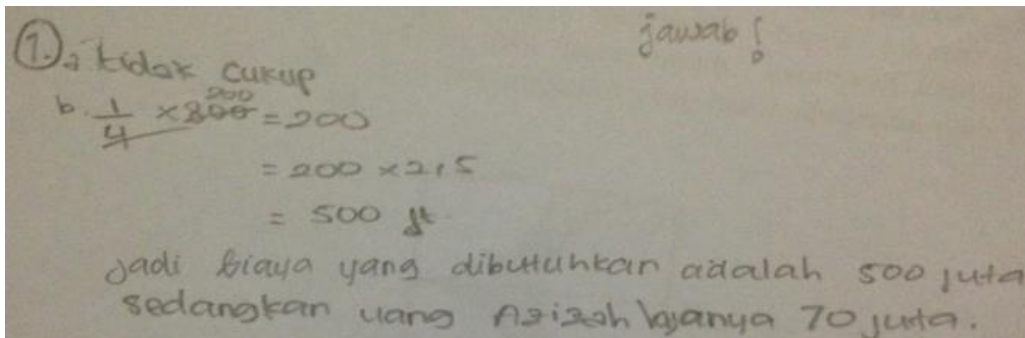 jawab!
1. a tidak cukup
b. 1/4 × 800 200 = 200
= 200 × 2,5
= 500 jt.
Jadi biaya yang dibutuhkan adalah 500 juta
sedangkan uang Azizah hanya 70 juta.